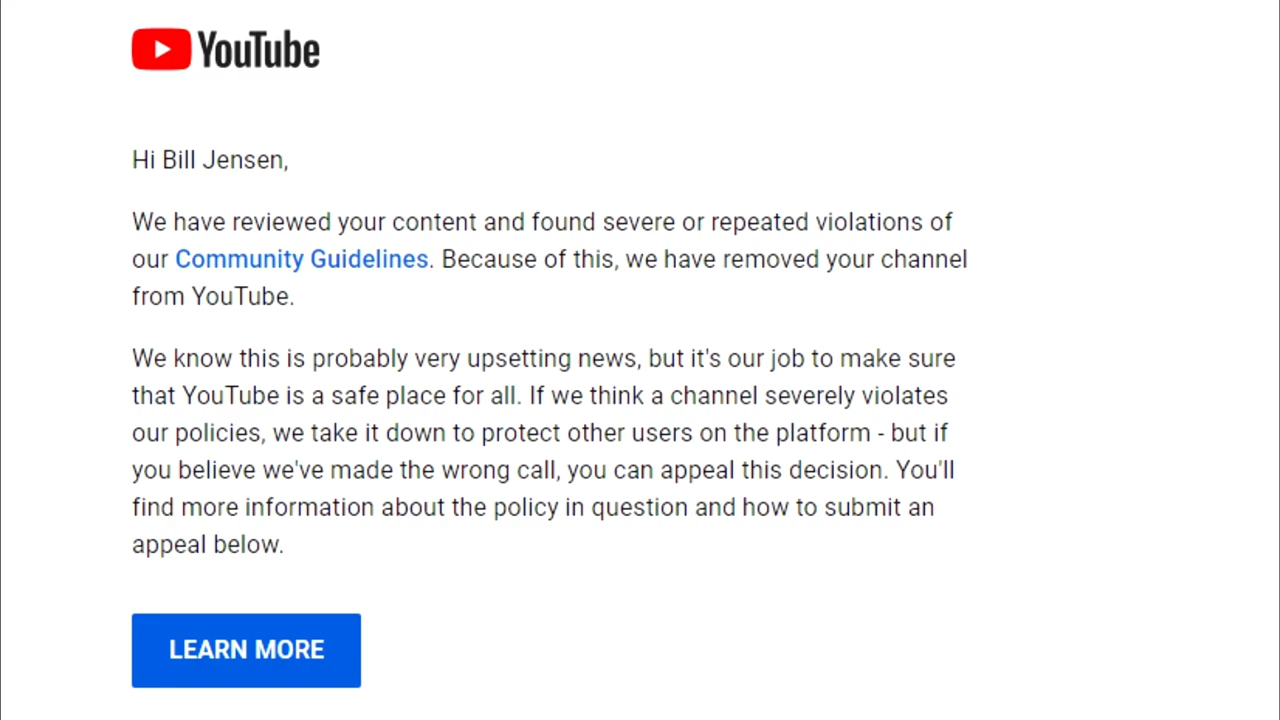 YouTube
Hi Bill Jensen,
We have reviewed your content and found severe or repeated violations of
our Community Guidelines. Because of this, we have removed your channel
from YouTube.
We know this is probably very upsetting news, but it's our job to make sure
that YouTube is a safe place for all. If we think a channel severely violates
our policies, we take it down to protect other users on the platform - but if
you believe we've made the wrong call, you can appeal this decision. You'll
find more information about the policy in question and how to submit an
appeal below.
LEARN MORE